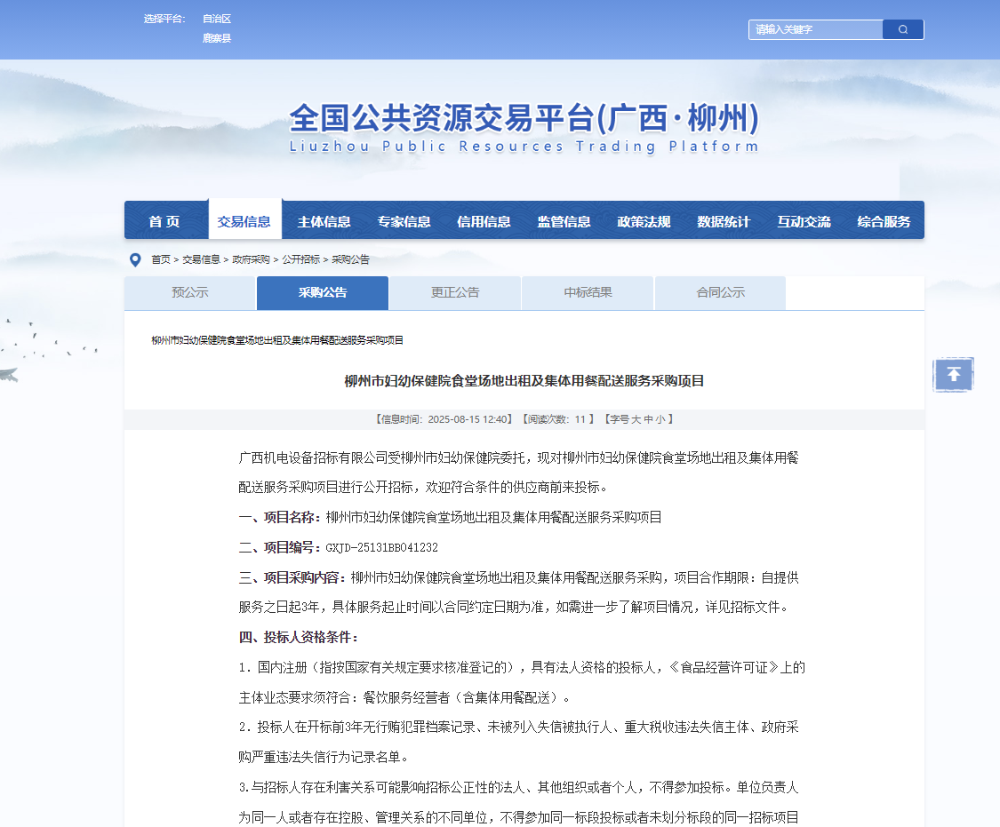 选择平台： 自治区
鹿寨县
请输入关键字
全国公共资源交易平台(广西·柳州)
Liuzhou Public Resources Trading Platform
首 页 交易信息 主体信息 专家信息 信用信息 监管信息 政策法规 数据统计 互动交流 综合服务
首页 > 交易信息 > 政府采购 > 公开招标 > 采购公告
预公示 采购公告 更正公告 中标结果 合同公示
柳州市妇幼保健院食堂场地出租及集体用餐配送服务采购项目
柳州市妇幼保健院食堂场地出租及集体用餐配送服务采购项目
【信息时间：2025-08-15 12:40】 【阅读次数：11 】 【字号 大 中 小 】
广西机电设备招标有限公司受柳州市妇幼保健院委托，现对柳州市妇幼保健院食堂场地出租及集体用餐
配送服务采购项目进行公开招标，欢迎符合条件的供应商前来投标。
一、项目名称：柳州市妇幼保健院食堂场地出租及集体用餐配送服务采购项目
二、项目编号：GXJD-25131BB041232
三、项目采购内容：柳州市妇幼保健院食堂场地出租及集体用餐配送服务采购，项目合作期限：自提供
服务之日起3年，具体服务起止时间以合同约定日期为准，如需进一步了解项目情况，详见招标文件。
四、投标人资格条件：
1．国内注册（指按国家有关规定要求核准登记的），具有法人资格的投标人，《食品经营许可证》上的
主体业态要求须符合：餐饮服务经营者（含集体用餐配送）。
2．投标人在开标前3年无行贿犯罪档案记录、未被列入失信被执行人、重大税收违法失信主体、政府采
购严重违法失信行为记录名单。
3.与招标人存在利害关系可能影响招标公正性的法人、其他组织或者个人，不得参加投标。单位负责人
为同一人或者存在控股、管理关系的不同单位，不得参加同一标段投标或者未划分标段的同一招标项目